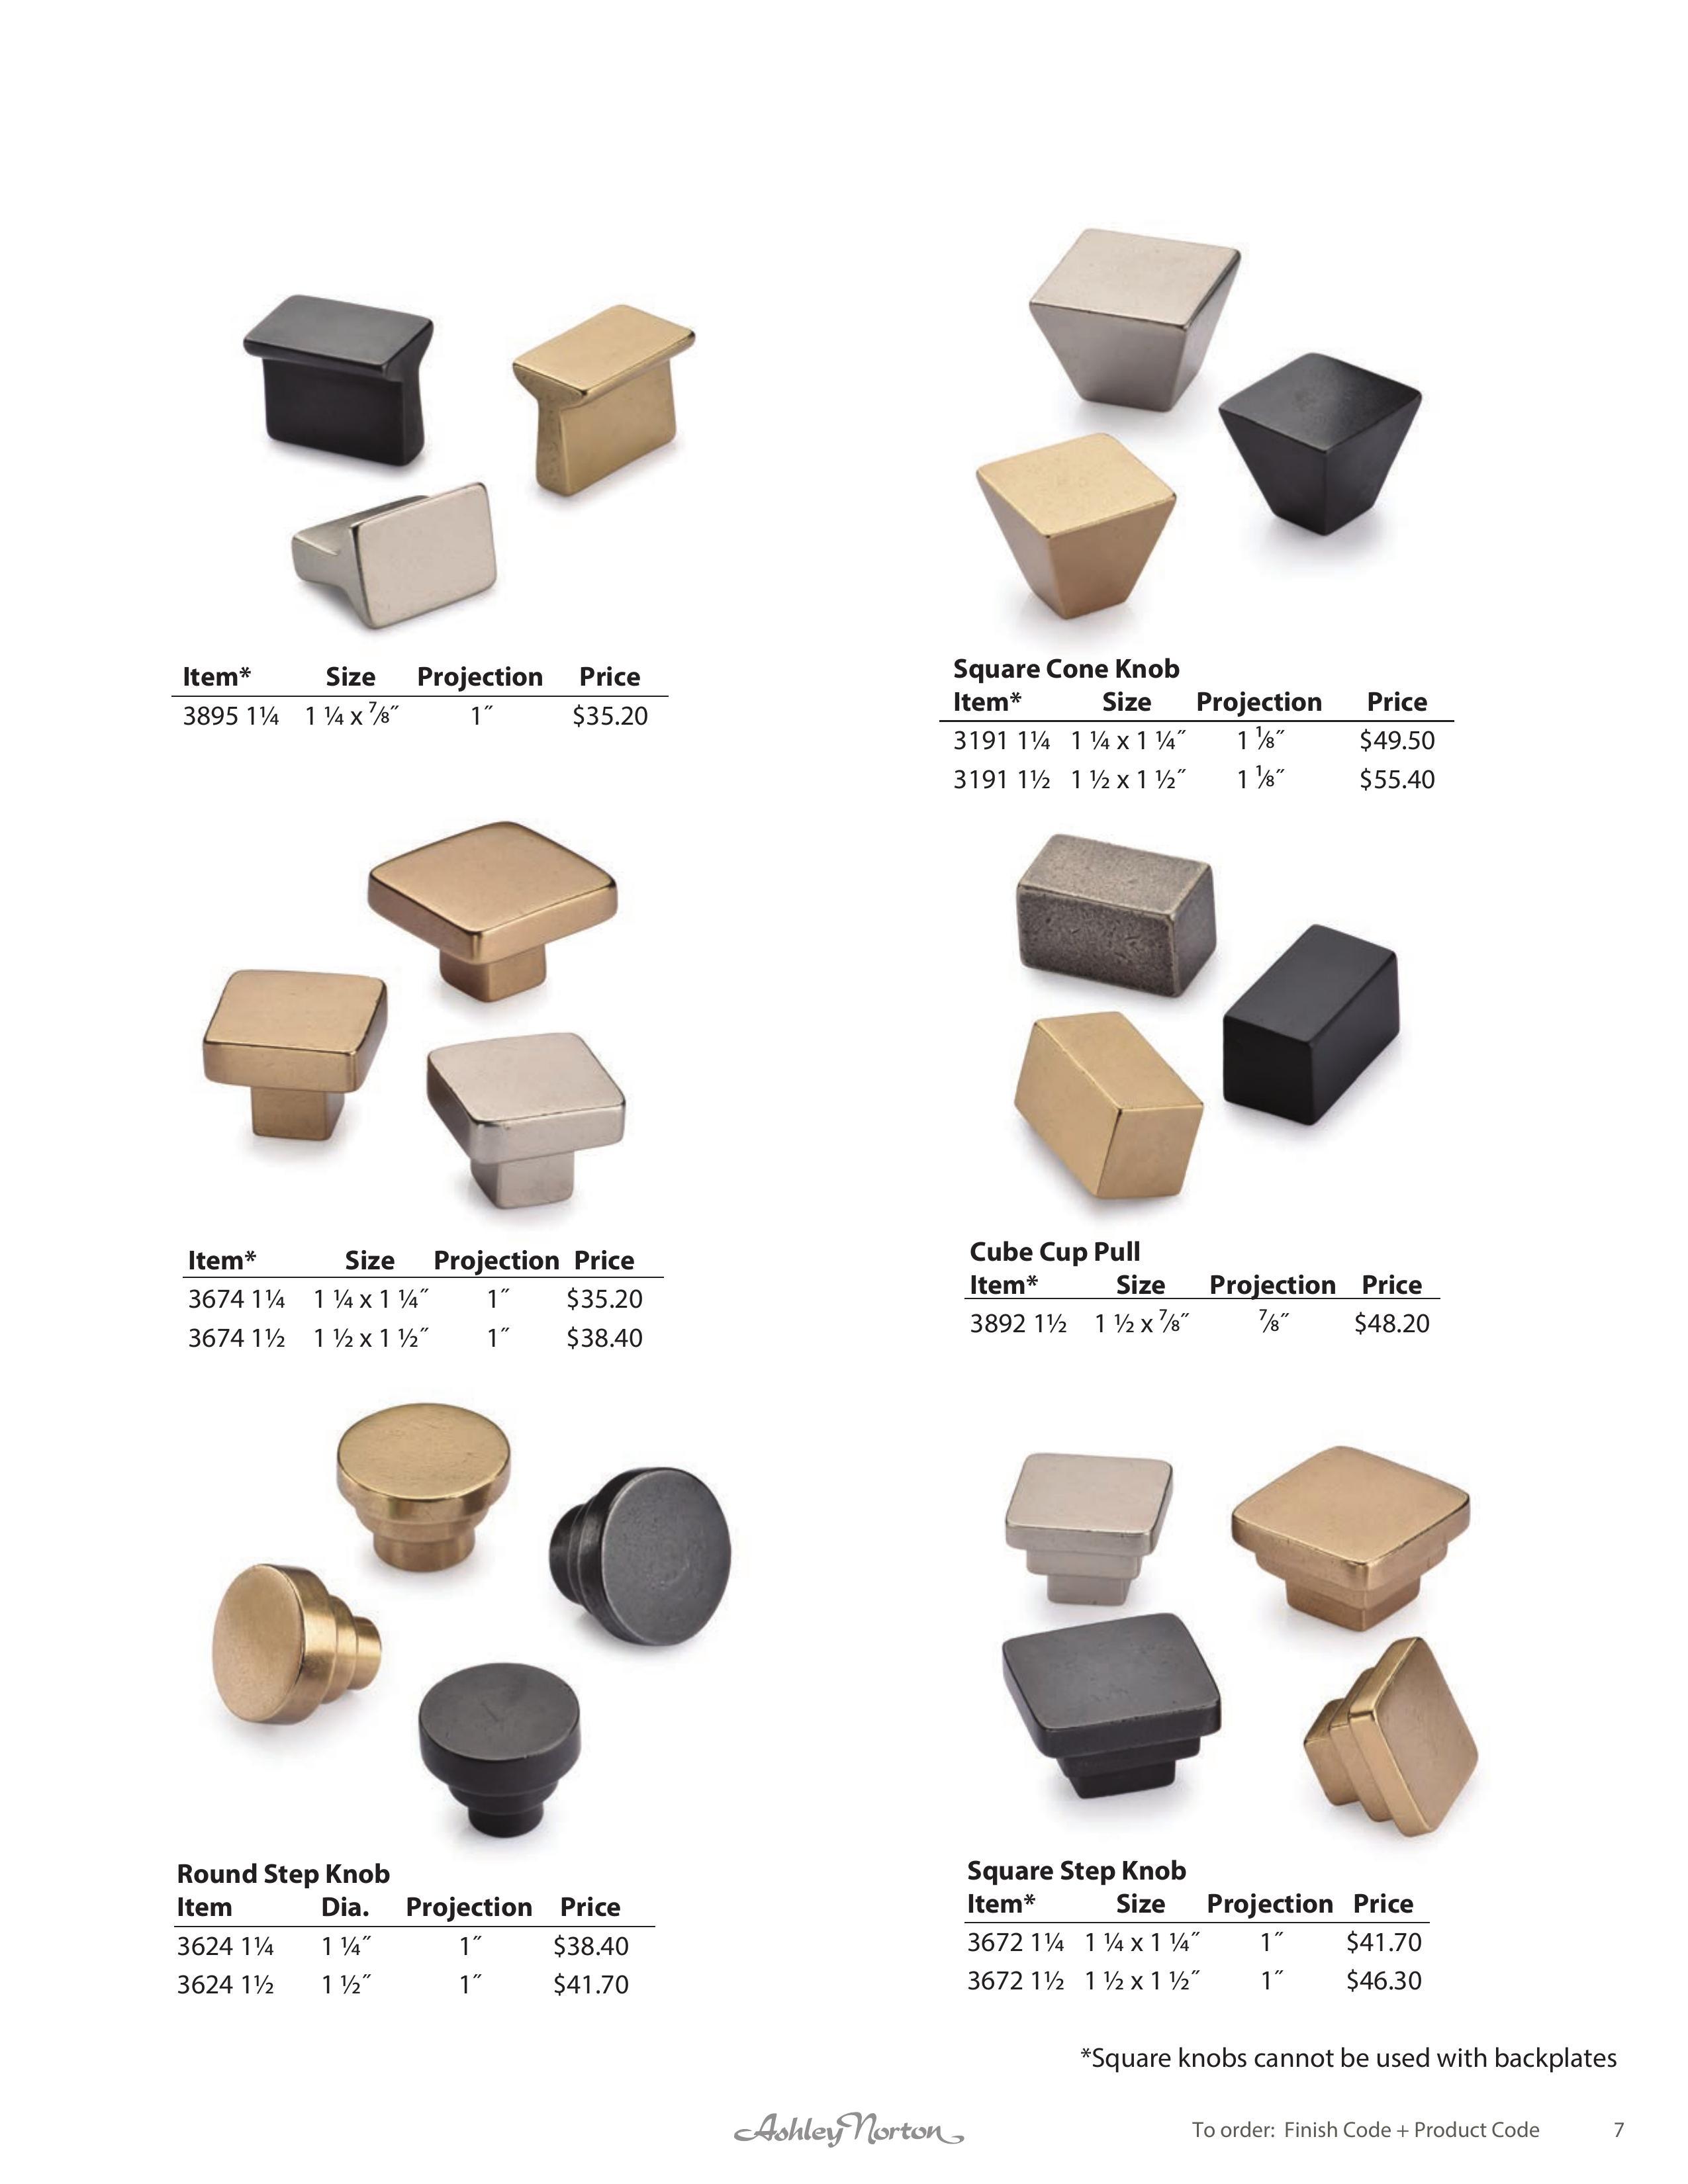 Item* Size Projection Price
3895 1¼ 1 ¼ x ⅞″ 1″ $35.20
Square Cone Knob
Item* Size Projection Price
3191 1¼ 1 ¼ x 1 ¼″ 1 ⅛″ $49.50
3191 1½ 1 ½ x 1 ½″ 1 ⅛″ $55.40
Item* Size Projection Price
3674 1¼ 1 ¼ x 1 ¼″ 1″ $35.20
3674 1½ 1 ½ x 1 ½″ 1″ $38.40
Cube Cup Pull
Item* Size Projection Price
3892 1½ 1 ½ x ⅞″ ⅞″ $48.20
Round Step Knob
Item Dia. Projection Price
3624 1¼ 1 ¼″ 1″ $38.40
3624 1½ 1 ½″ 1″ $41.70
Square Step Knob
Item* Size Projection Price
3672 1¼ 1 ¼ x 1 ¼″ 1″ $41.70
3672 1½ 1 ½ x 1 ½″ 1″ $46.30
*Square knobs cannot be used with backplates
Ashley Norton
To order: Finish Code + Product Code 7